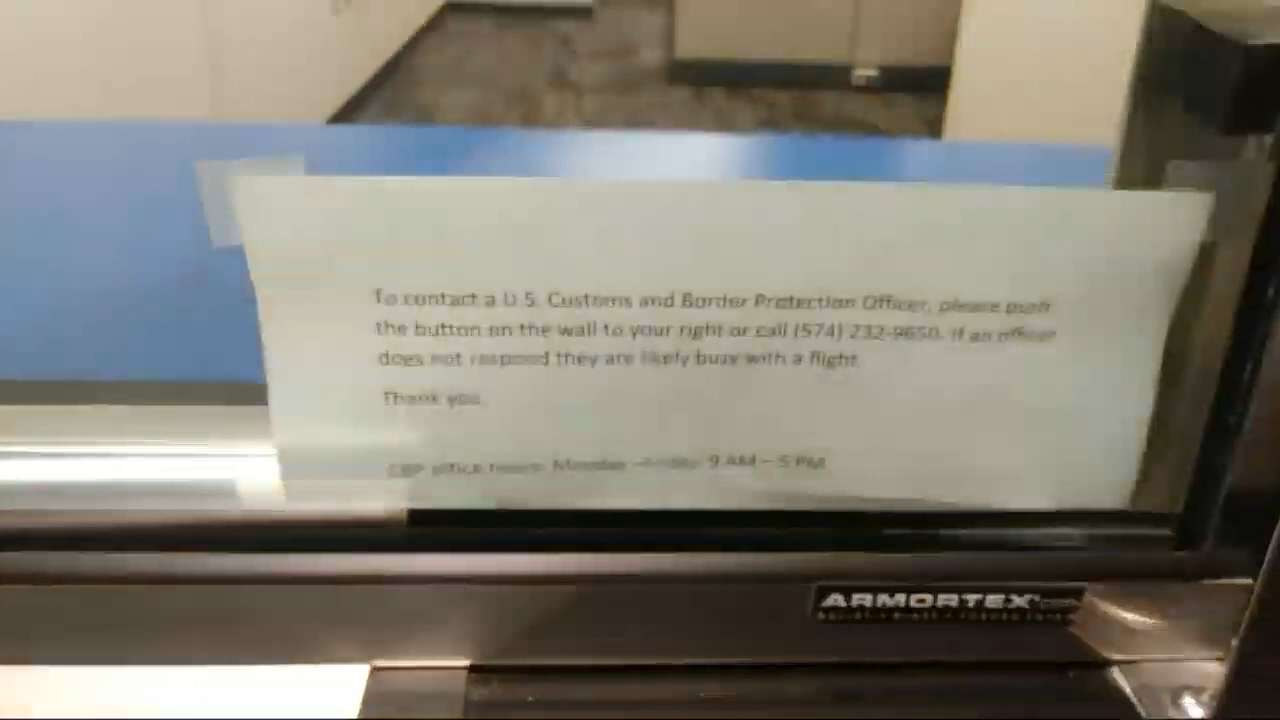 To contact a U.S. Customs and Border Protection Officer, please push
the button on the wall to your right or call (574) 232-9650. If an officer
does not respond they are likely busy with a flight.
Thank you.
CBP office hours: Monday – Friday 9 AM – 5 PM
ARMORTEX